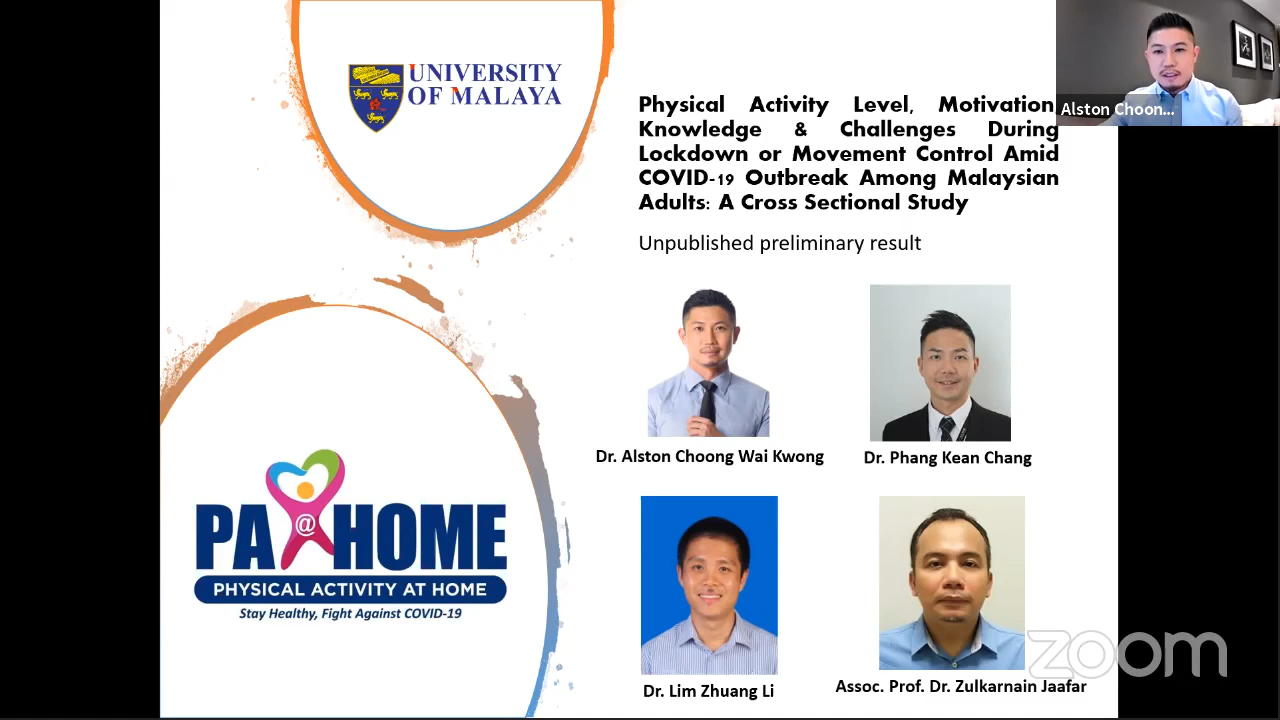 UNIVERSITY
OF MALAYA
Physical Activity Level, Motivation,
Knowledge & Challenges During
Lockdown or Movement Control Amid
COVID-19 Outbreak Among Malaysian
Adults: A Cross Sectional Study
Unpublished preliminary result
Alston Choon...
Dr. Alston Choong Wai Kwong
Dr. Phang Kean Chang
PA @ HOME
PHYSICAL ACTIVITY AT HOME
Stay Healthy, Fight Against COVID-19
Dr. Lim Zhuang Li
Assoc. Prof. Dr. Zulkarnain Jaafar
zoom